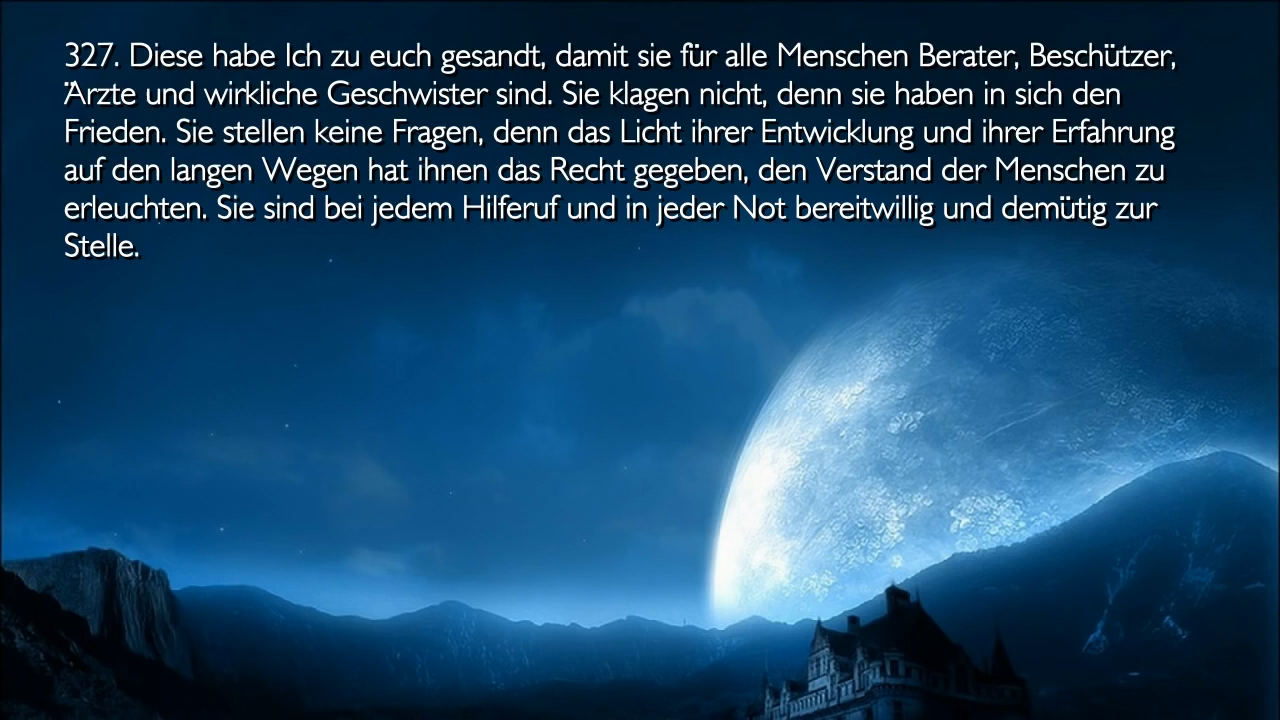 327. Diese habe Ich zu euch gesandt, damit sie für alle Menschen Berater, Beschützer,
Ärzte und wirkliche Geschwister sind. Sie klagen nicht, denn sie haben in sich den
Frieden. Sie stellen keine Fragen, denn das Licht ihrer Entwicklung und ihrer Erfahrung
auf den langen Wegen hat ihnen das Recht gegeben, den Verstand der Menschen zu
erleuchten. Sie sind bei jedem Hilferuf und in jeder Not bereitwillig und demütig zur
Stelle.